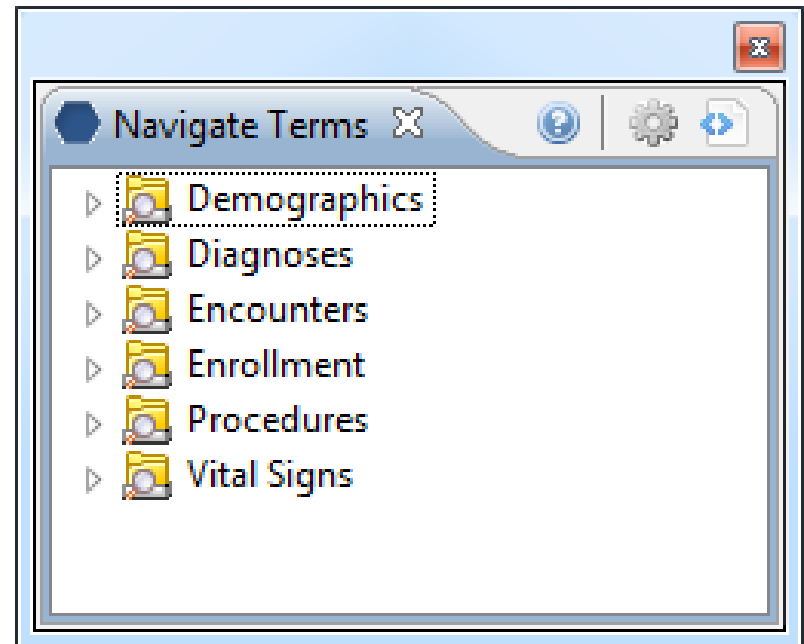 Navigate Terms
Demographics
Diagnoses
Encounters
Enrollment
Procedures
Vital Signs